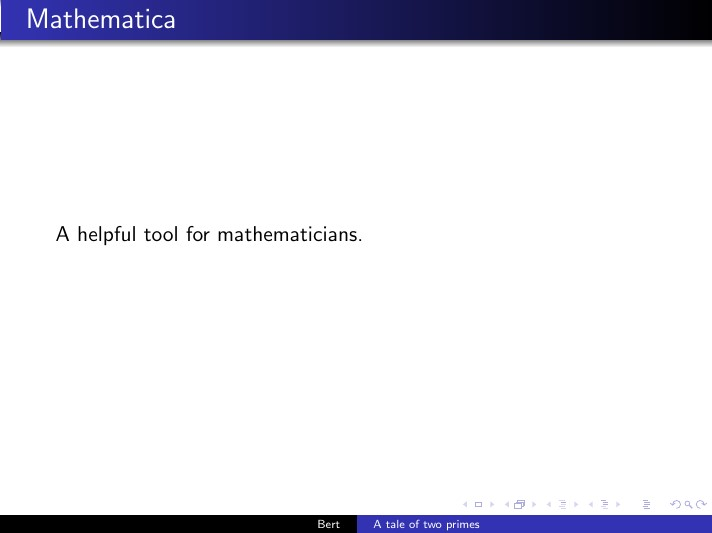 Mathematica
A helpful tool for mathematicians.
Bert
A tale of two primes